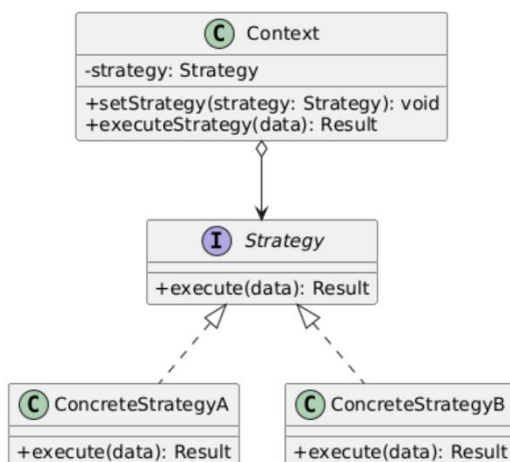 C Context
-strategy: Strategy
+setStrategy(strategy: Strategy): void
+executeStrategy(data): Result
I Strategy
+execute(data): Result
C ConcreteStrategyA
C ConcreteStrategyB
+execute(data): Result
+execute(data): Result